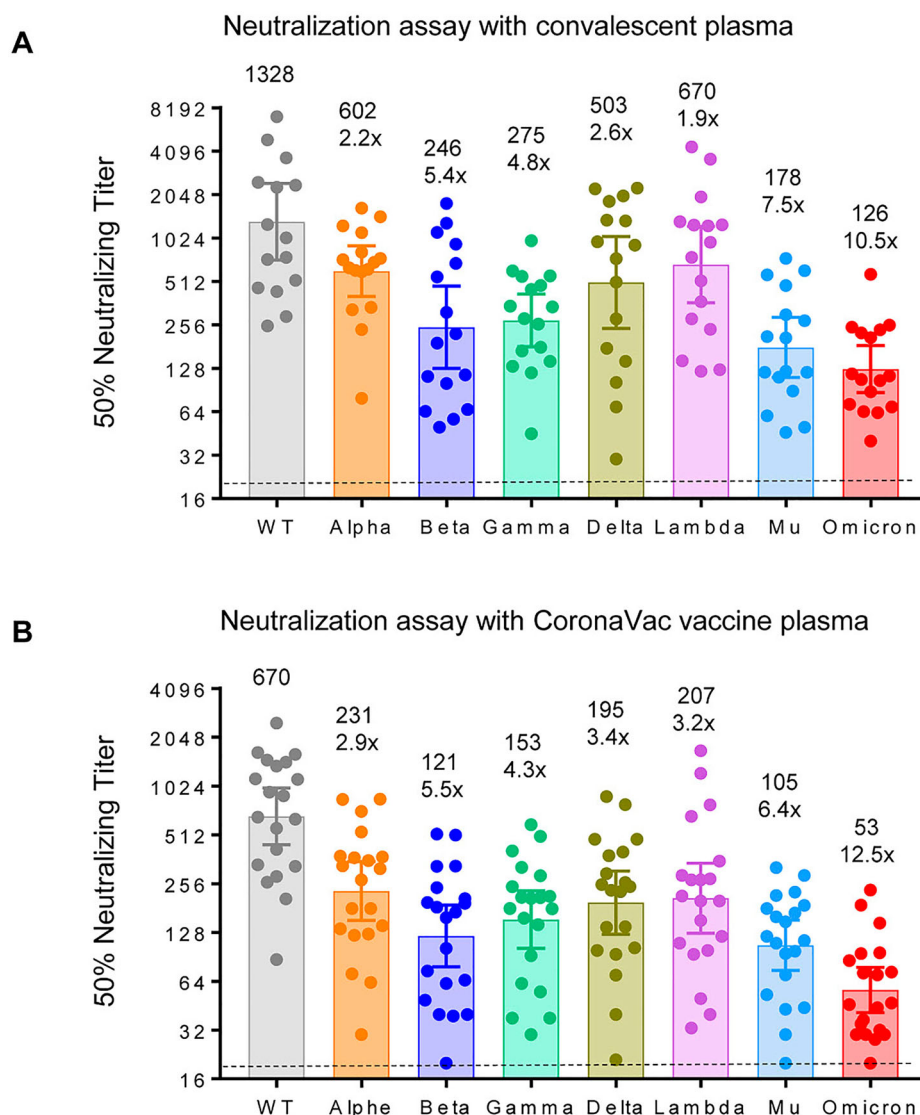 A
Neutralization assay with convalescent plasma
1328
602
2.2x
246
5.4x
275
4.8x
503
2.6x
670
1.9x
178
7.5x
126
10.5x
50% Neutralizing Titer
8192
4096
2048
1024
512
256
128
64
32
16
WT Alpha Beta Gamma Delta Lambda Mu Omicron
B
Neutralization assay with CoronaVac vaccine plasma
670
231
2.9x
121
5.5x
153
4.3x
195
3.4x
207
3.2x
105
6.4x
53
12.5x
50% Neutralizing Titer
4096
2048
1024
512
256
128
64
32
16
WT Alphe Beta Gamma Delta Lambda Mu Omicron